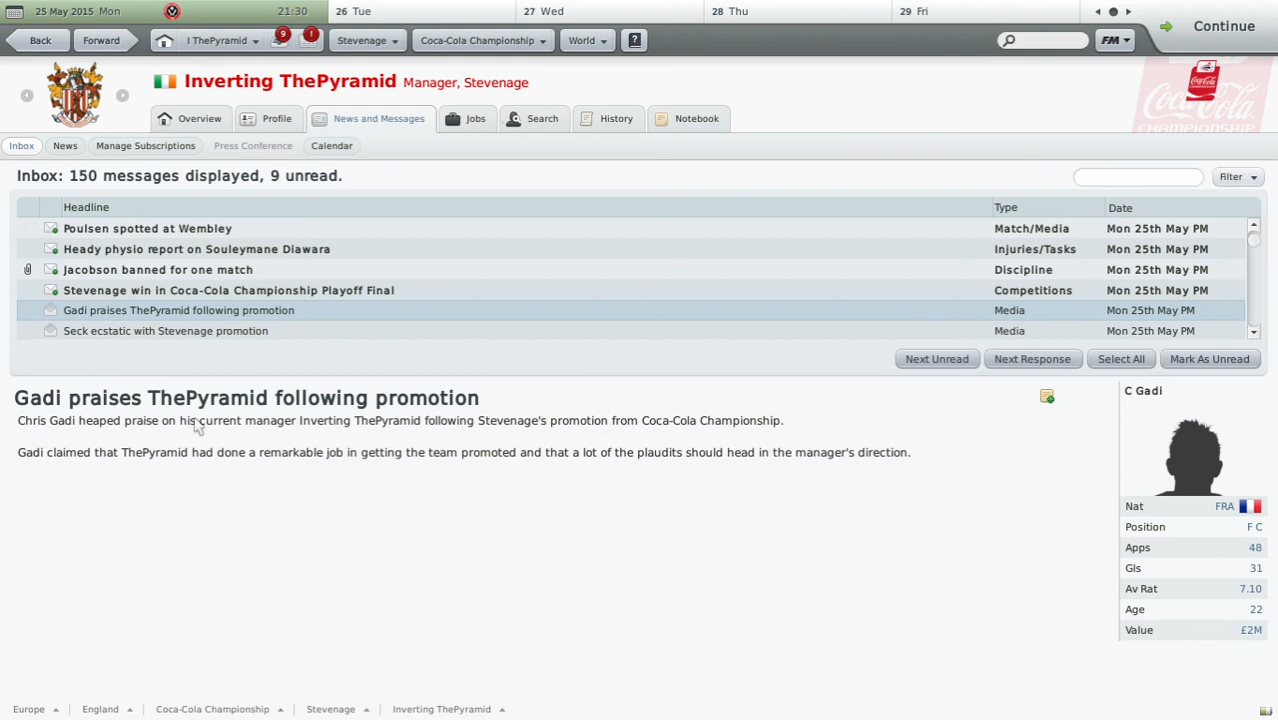 25 May 2015 Mon
21:30
26 Tue
27 Wed
28 Thu
29 Fri
Back
Forward
I ThePyramid
9
!
Stevenage
Coca-Cola Championship
World
?
FM
Continue
Inverting ThePyramid Manager, Stevenage
Coca-Cola
CHAMPIONSHIP
Overview
Profile
News and Messages
Jobs
Search
History
Notebook
Inbox
News
Manage Subscriptions
Press Conference
Calendar
Inbox: 150 messages displayed, 9 unread.
Filter
Headline Type Date
Poulsen spotted at Wembley Match/Media Mon 25th May PM
Heady physio report on Souleymane Diawara Injuries/Tasks Mon 25th May PM
Jacobson banned for one match Discipline Mon 25th May PM
Stevenage win in Coca-Cola Championship Playoff Final Competitions Mon 25th May PM
Gadi praises ThePyramid following promotion Media Mon 25th May PM
Seck ecstatic with Stevenage promotion Media Mon 25th May PM
Next Unread
Next Response
Select All
Mark As Unread
Gadi praises ThePyramid following promotion
Chris Gadi heaped praise on his current manager Inverting ThePyramid following Stevenage's promotion from Coca-Cola Championship.
Gadi claimed that ThePyramid had done a remarkable job in getting the team promoted and that a lot of the plaudits should head in the manager's direction.
C Gadi
Nat FRA
Position F C
Apps 48
Gls 31
Av Rat 7.10
Age 22
Value £2M
Europe
England
Coca-Cola Championship
Stevenage
Inverting ThePyramid